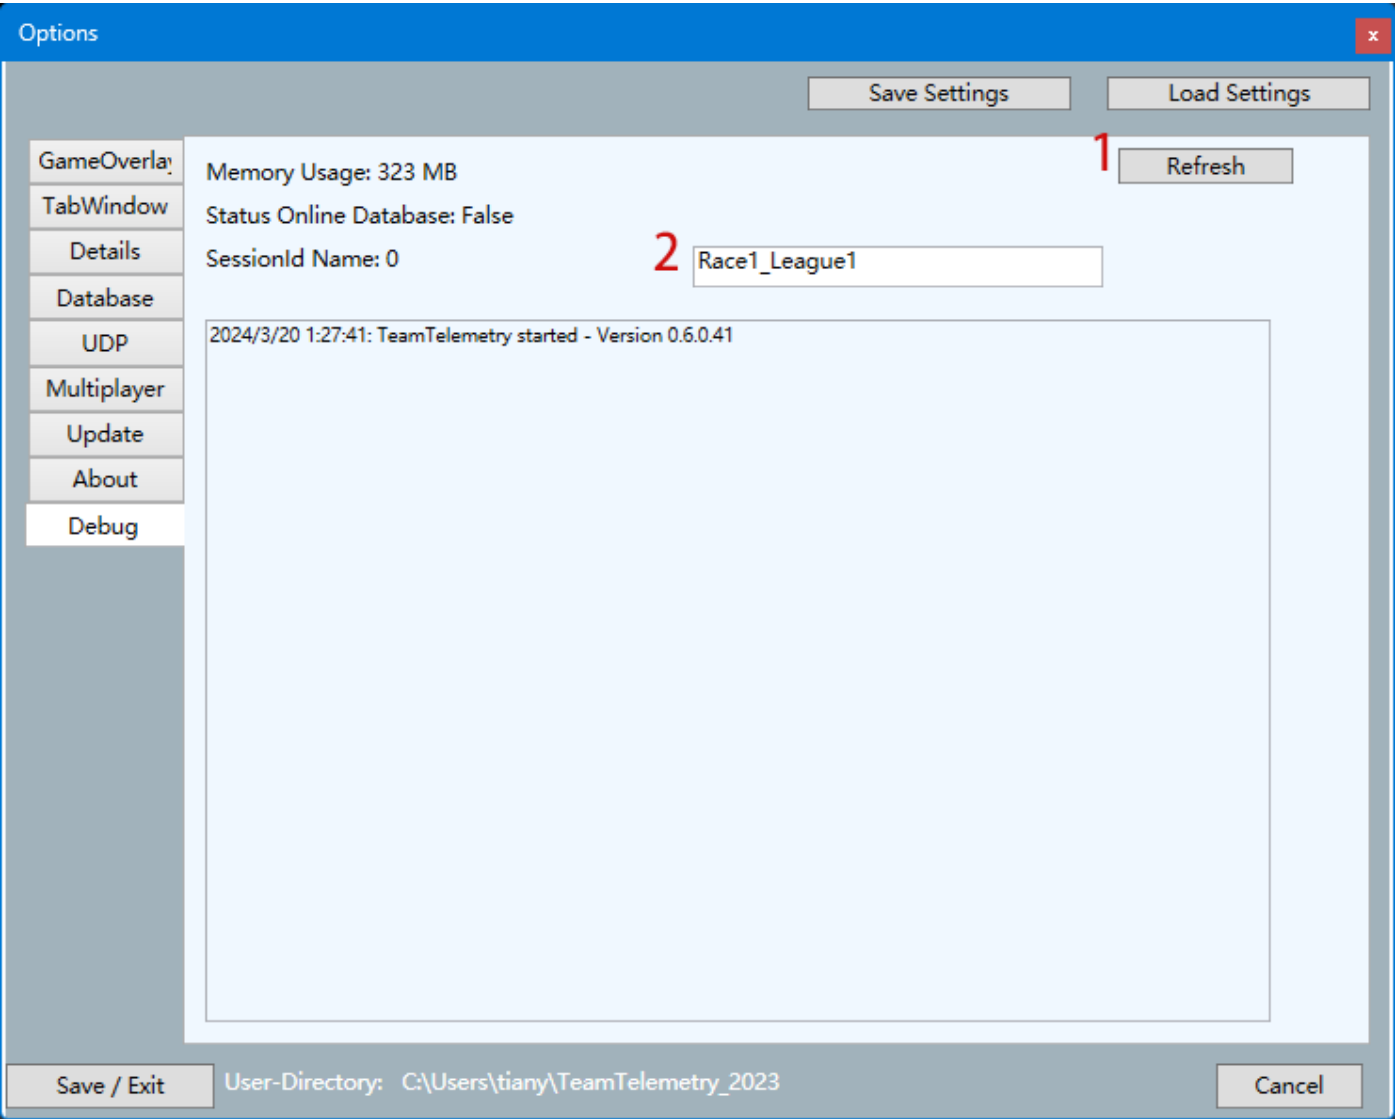 Options
x
Save Settings
Load Settings
GameOverlay
TabWindow
Details
Database
UDP
Multiplayer
Update
About
Debug
Memory Usage: 323 MB
1
Refresh
Status Online Database: False
SessionId Name: 0
2
Race1_League1
2024/3/20 1:27:41: TeamTelemetry started - Version 0.6.0.41
Save / Exit
User-Directory: C:\Users\tiany\TeamTelemetry_2023
Cancel